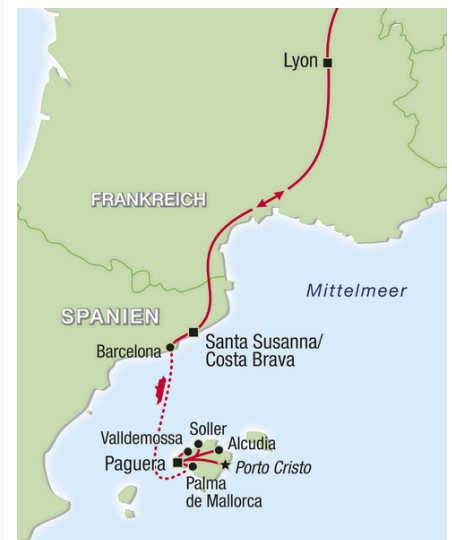 Lyon
FRANKREICH
Mittelmeer
SPANIEN
Santa Susanna/
Costa Brava
Barcelona
Soller
Valldemossa
Alcudia
Paguera
Porto Cristo
Palma
de Mallorca